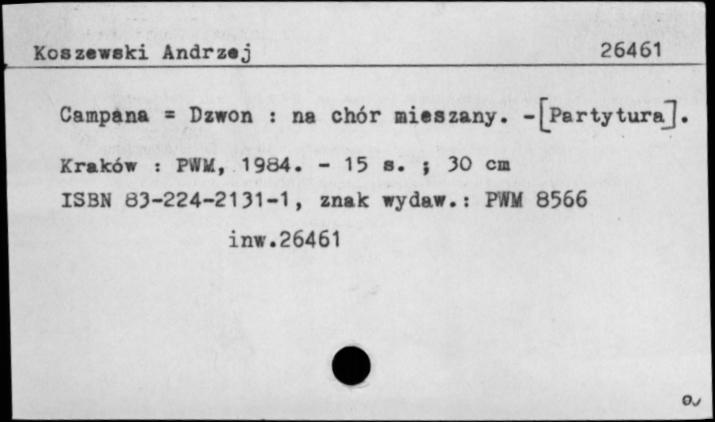 Koszewski Andrzej 26461
Campana = Dzwon : na chór mieszany. -[Partytura].
Kraków : PWM, 1984. - 15 s. ; 30 cm
ISBN 83-224-2131-1, znak wydaw.: PWM 8566
inw.26461